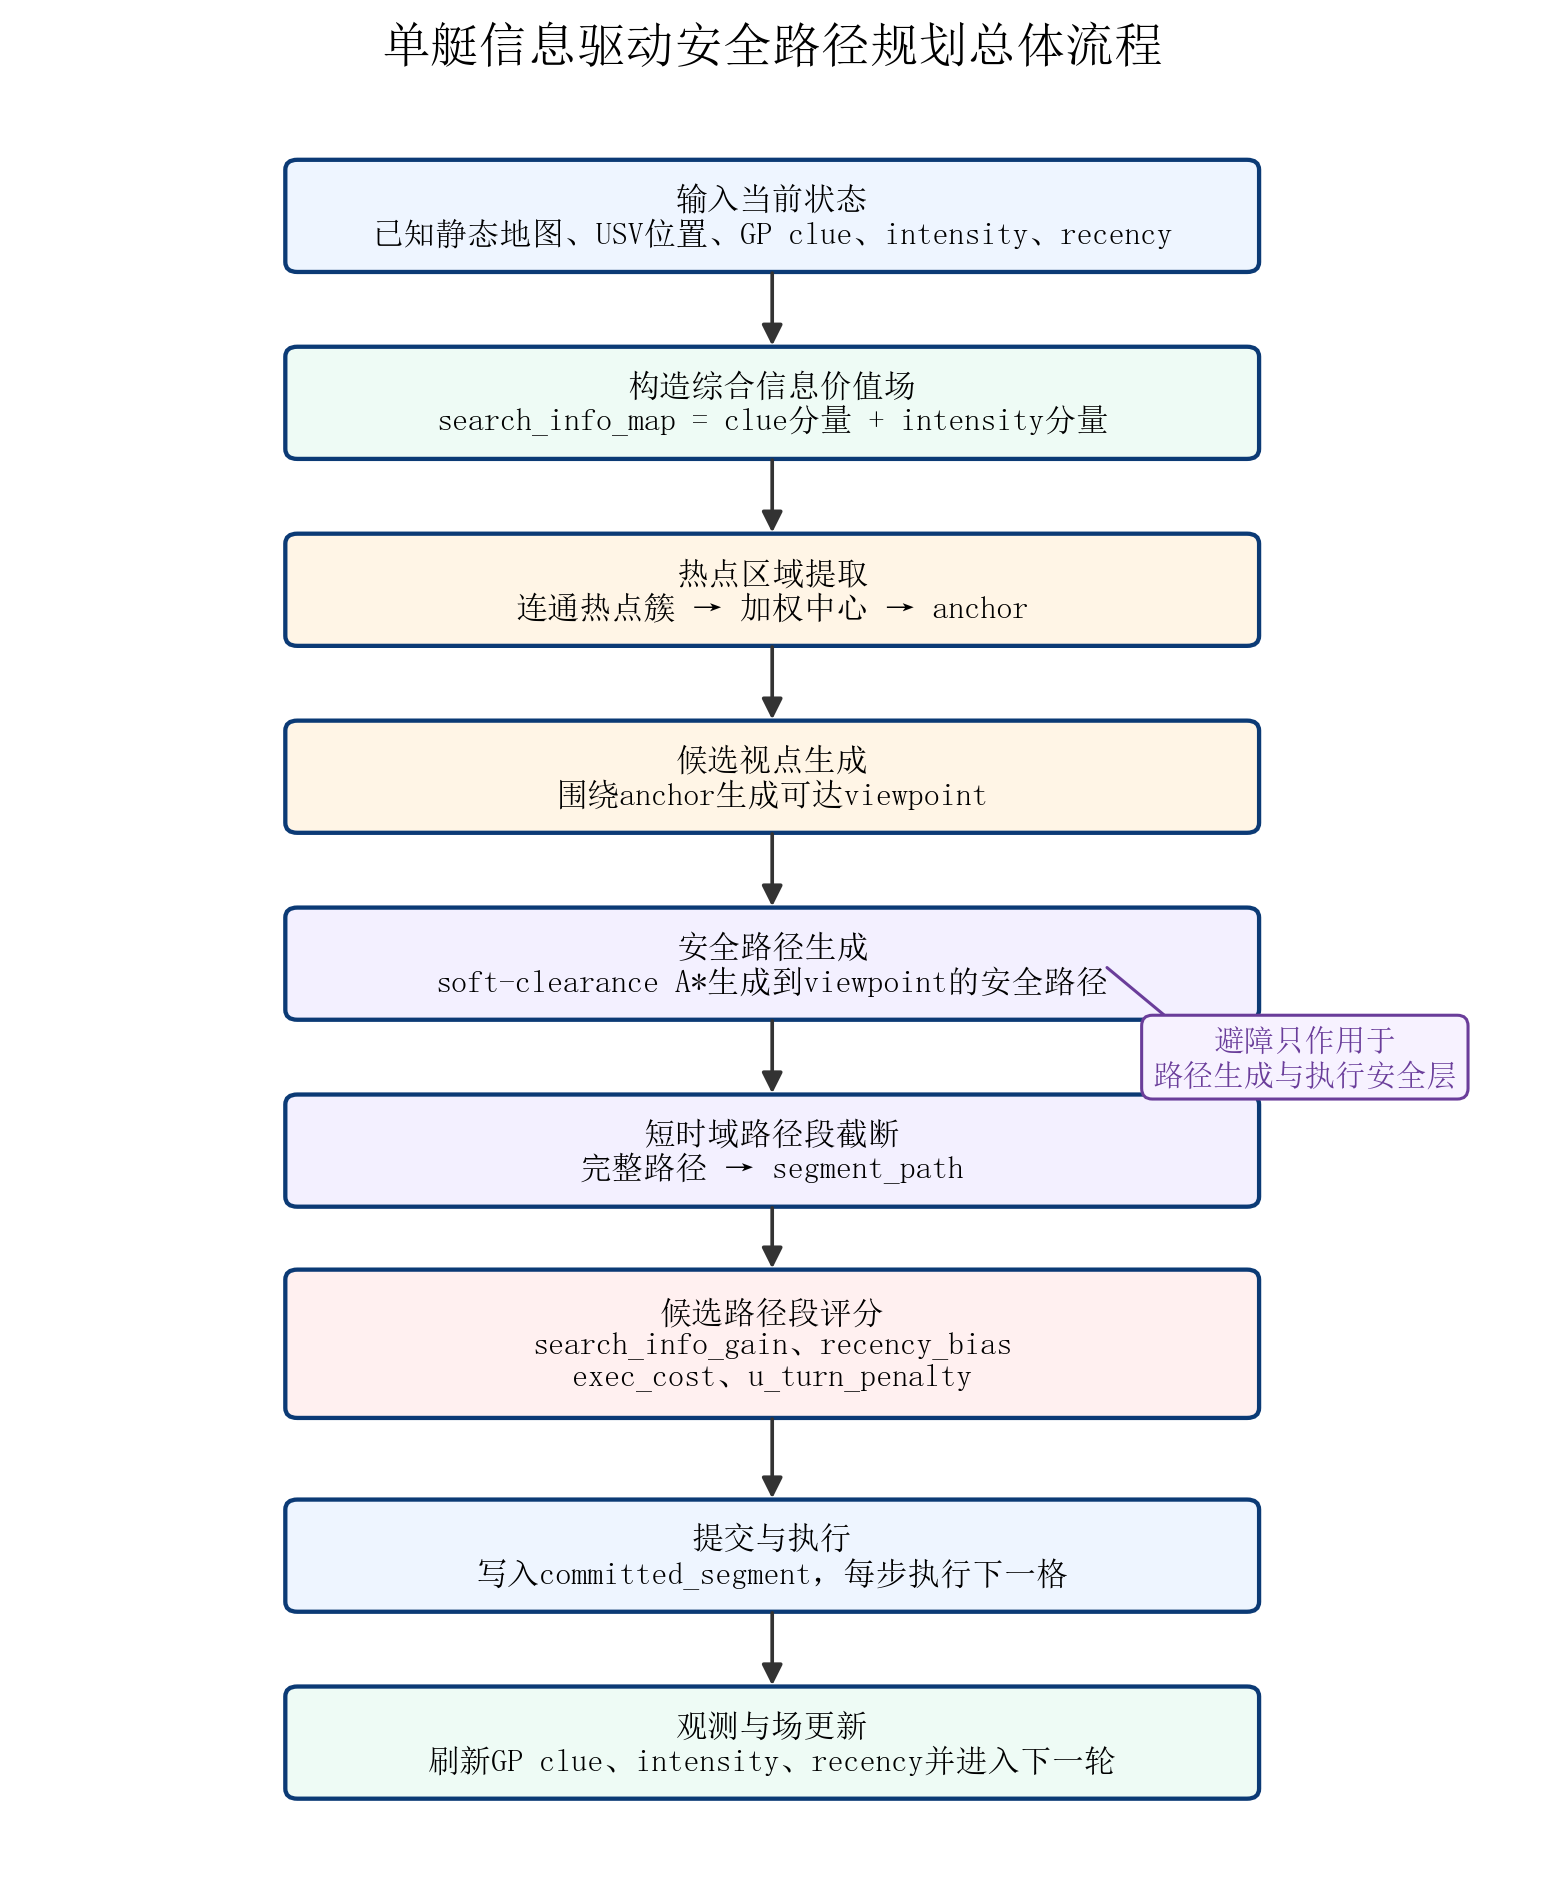 单艇信息驱动安全路径规划总体流程
输入当前状态
已知静态地图、USV位置、GP clue、intensity、recency
构造综合信息价值场
search_info_map = clue分量 + intensity分量
热点区域提取
连通热点簇 → 加权中心 → anchor
候选视点生成
围绕anchor生成可达viewpoint
安全路径生成
soft-clearance A*生成到viewpoint的安全路径
避障只作用于
路径生成与执行安全层
短时域路径段截断
完整路径 → segment_path
候选路径段评分
search_info_gain、recency_bias
exec_cost、u_turn_penalty
提交与执行
写入committed_segment，每步执行下一格
观测与场更新
刷新GP clue、intensity、recency并进入下一轮